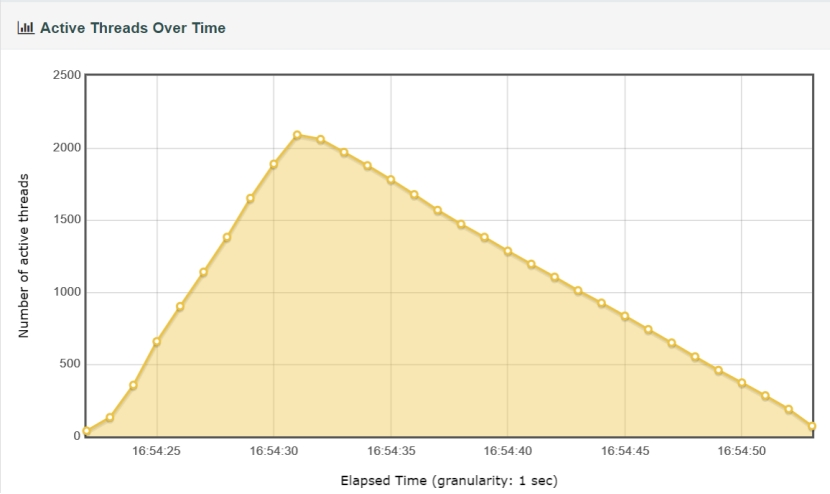 Active Threads Over Time
2500
2000
1500
1000
500
0
Number of active threads
16:54:25 16:54:30 16:54:35 16:54:40 16:54:45 16:54:50
Elapsed Time (granularity: 1 sec)